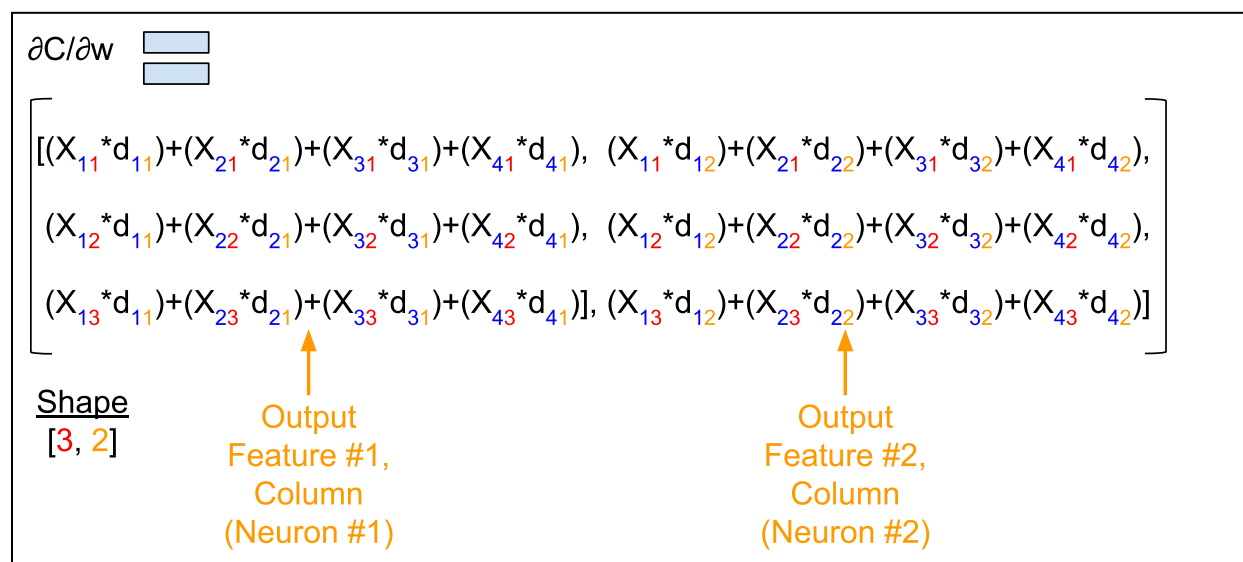 ∂C/∂w
[(X₁₁*d₁₁)+(X₂₁*d₂₁)+(X₃₁*d₃₁)+(X₄₁*d₄₁), (X₁₁*d₁₂)+(X₂₁*d₂₂)+(X₃₁*d₃₂)+(X₄₁*d₄₂),
(X₁₂*d₁₁)+(X₂₂*d₂₁)+(X₃₂*d₃₁)+(X₄₂*d₄₁), (X₁₂*d₁₂)+(X₂₂*d₂₂)+(X₃₂*d₃₂)+(X₄₂*d₄₂),
(X₁₃*d₁₁)+(X₂₃*d₂₁)+(X₃₃*d₃₁)+(X₄₃*d₄₁)], (X₁₃*d₁₂)+(X₂₃*d₂₂)+(X₃₃*d₃₂)+(X₄₃*d₄₂)]
Shape
[3, 2]
Output
Feature #1,
Column
(Neuron #1)
Output
Feature #2,
Column
(Neuron #2)